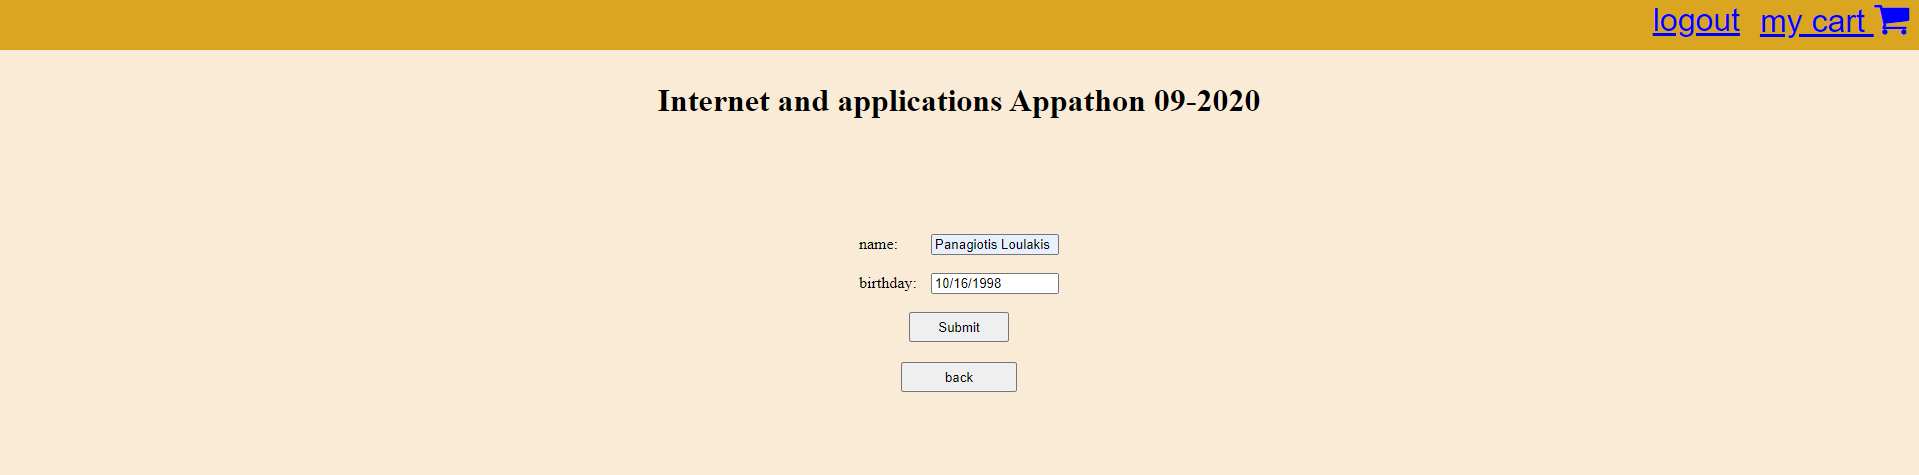 logout my cart
Internet and applications Appathon 09-2020
name: Panagiotis Loulakis
birthday: 10/16/1998
Submit
back